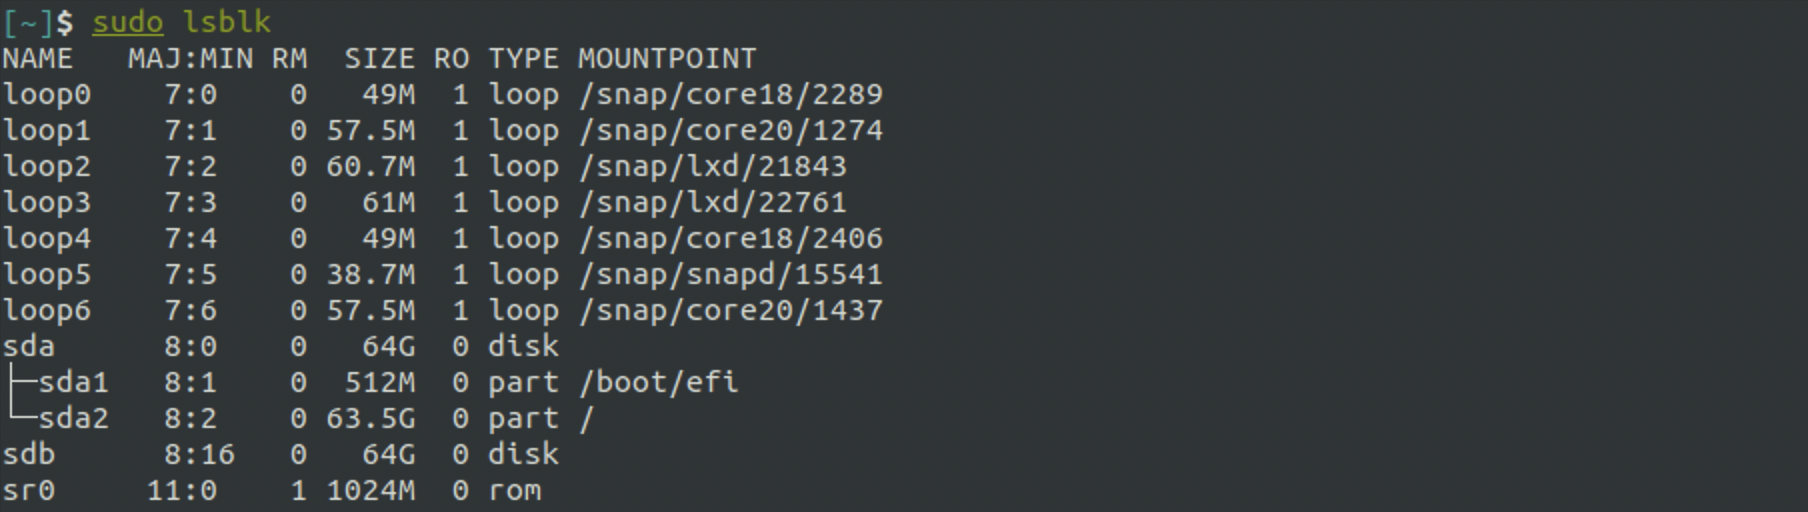 [~]$ sudo lsblk
NAME   MAJ:MIN RM  SIZE RO TYPE MOUNTPOINT
loop0    7:0    0   49M  1 loop /snap/core18/2289
loop1    7:1    0 57.5M  1 loop /snap/core20/1274
loop2    7:2    0 60.7M  1 loop /snap/lxd/21843
loop3    7:3    0   61M  1 loop /snap/lxd/22761
loop4    7:4    0   49M  1 loop /snap/core18/2406
loop5    7:5    0 38.7M  1 loop /snap/snapd/15541
loop6    7:6    0 57.5M  1 loop /snap/core20/1437
sda      8:0    0   64G  0 disk
├─sda1   8:1    0  512M  0 part /boot/efi
└─sda2   8:2    0 63.5G  0 part /
sdb      8:16   0   64G  0 disk
sr0     11:0    1 1024M  0 rom